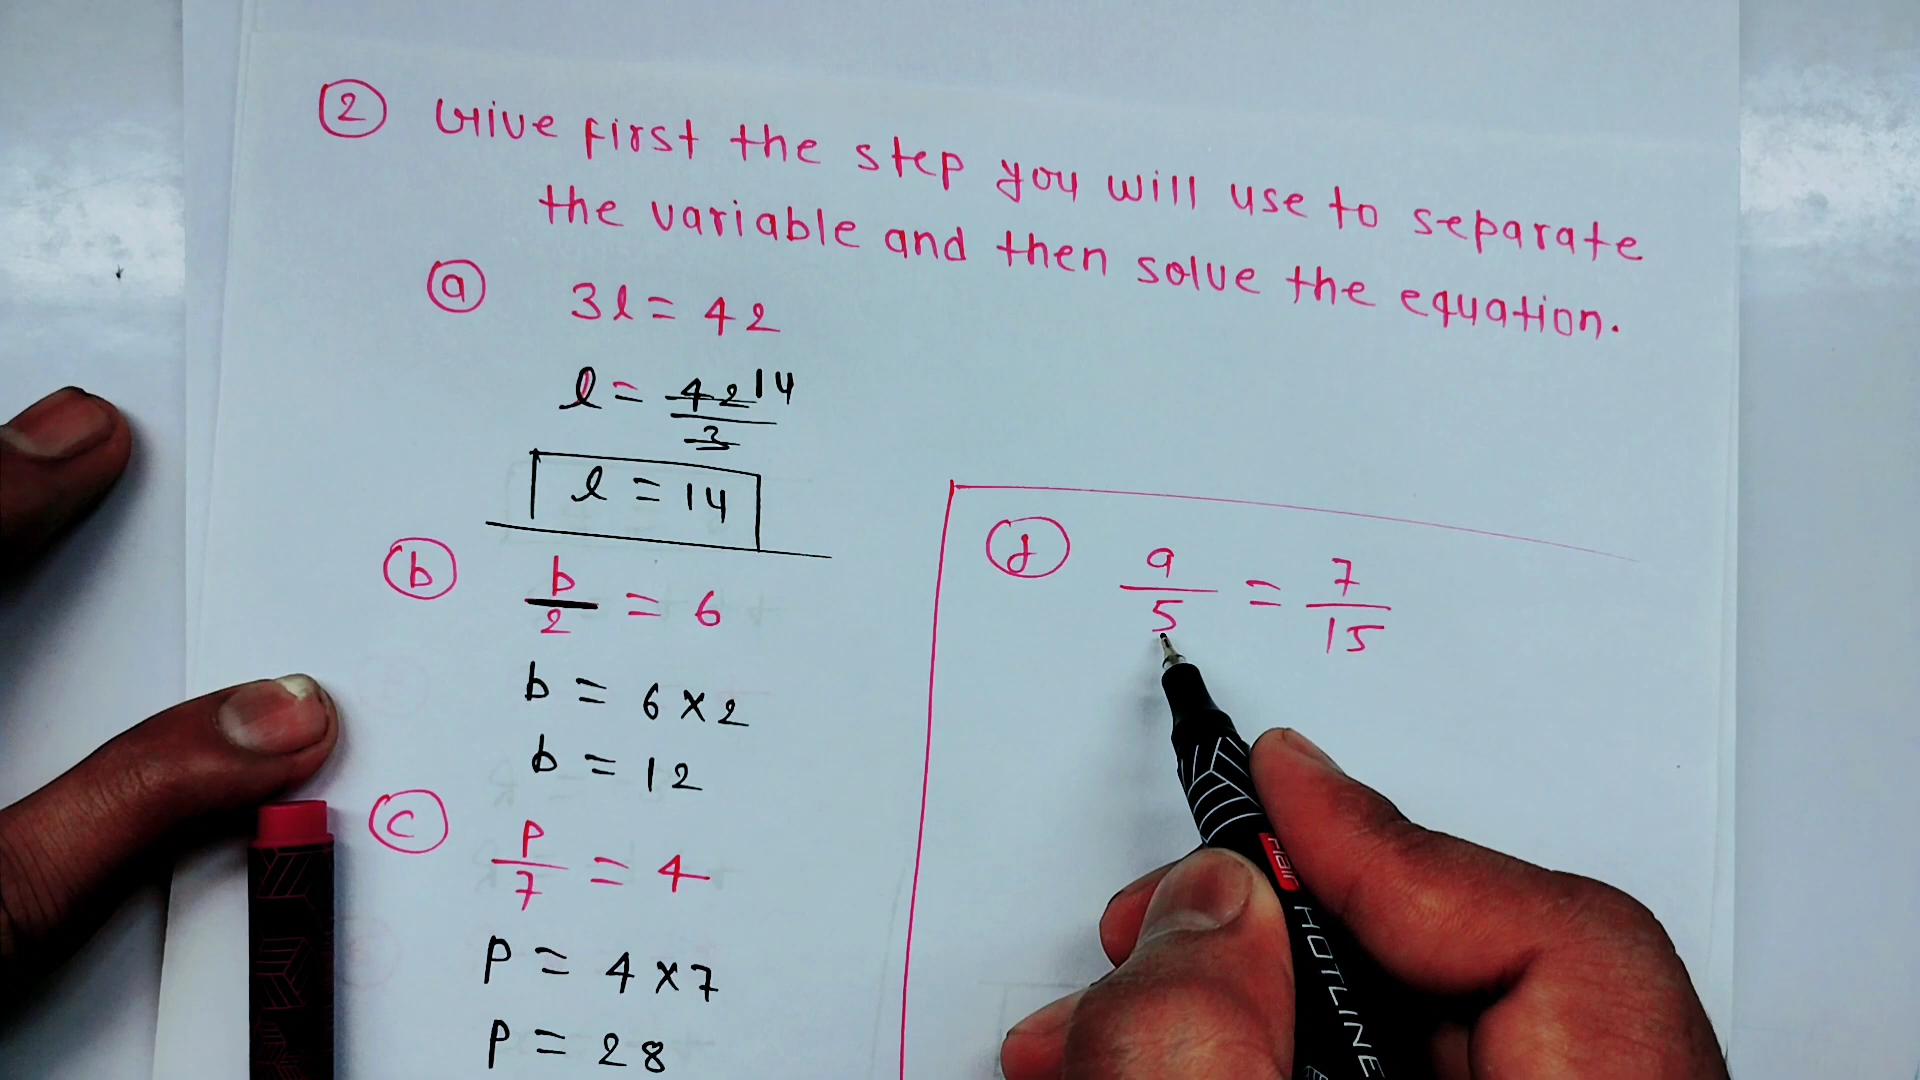 ② Give first the step you will use to separate
the variable and then solve the equation.
ⓐ 3l = 42
l = 42 14
3
l = 14
ⓑ b
2 = 6
b = 6 × 2
b = 12
ⓒ p
7 = 4
p = 4 × 7
p = 28
ⓕ a
5 = 7
15
Flair HOTLINE